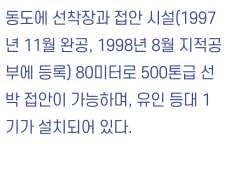 동도에 선착장과 접안 시설(1997
년 11월 완공, 1998년 8월 지적공
부에 등록) 80미터로 500톤급 선
박 접안이 가능하며, 유인 등대 1
기가 설치되어 있다.